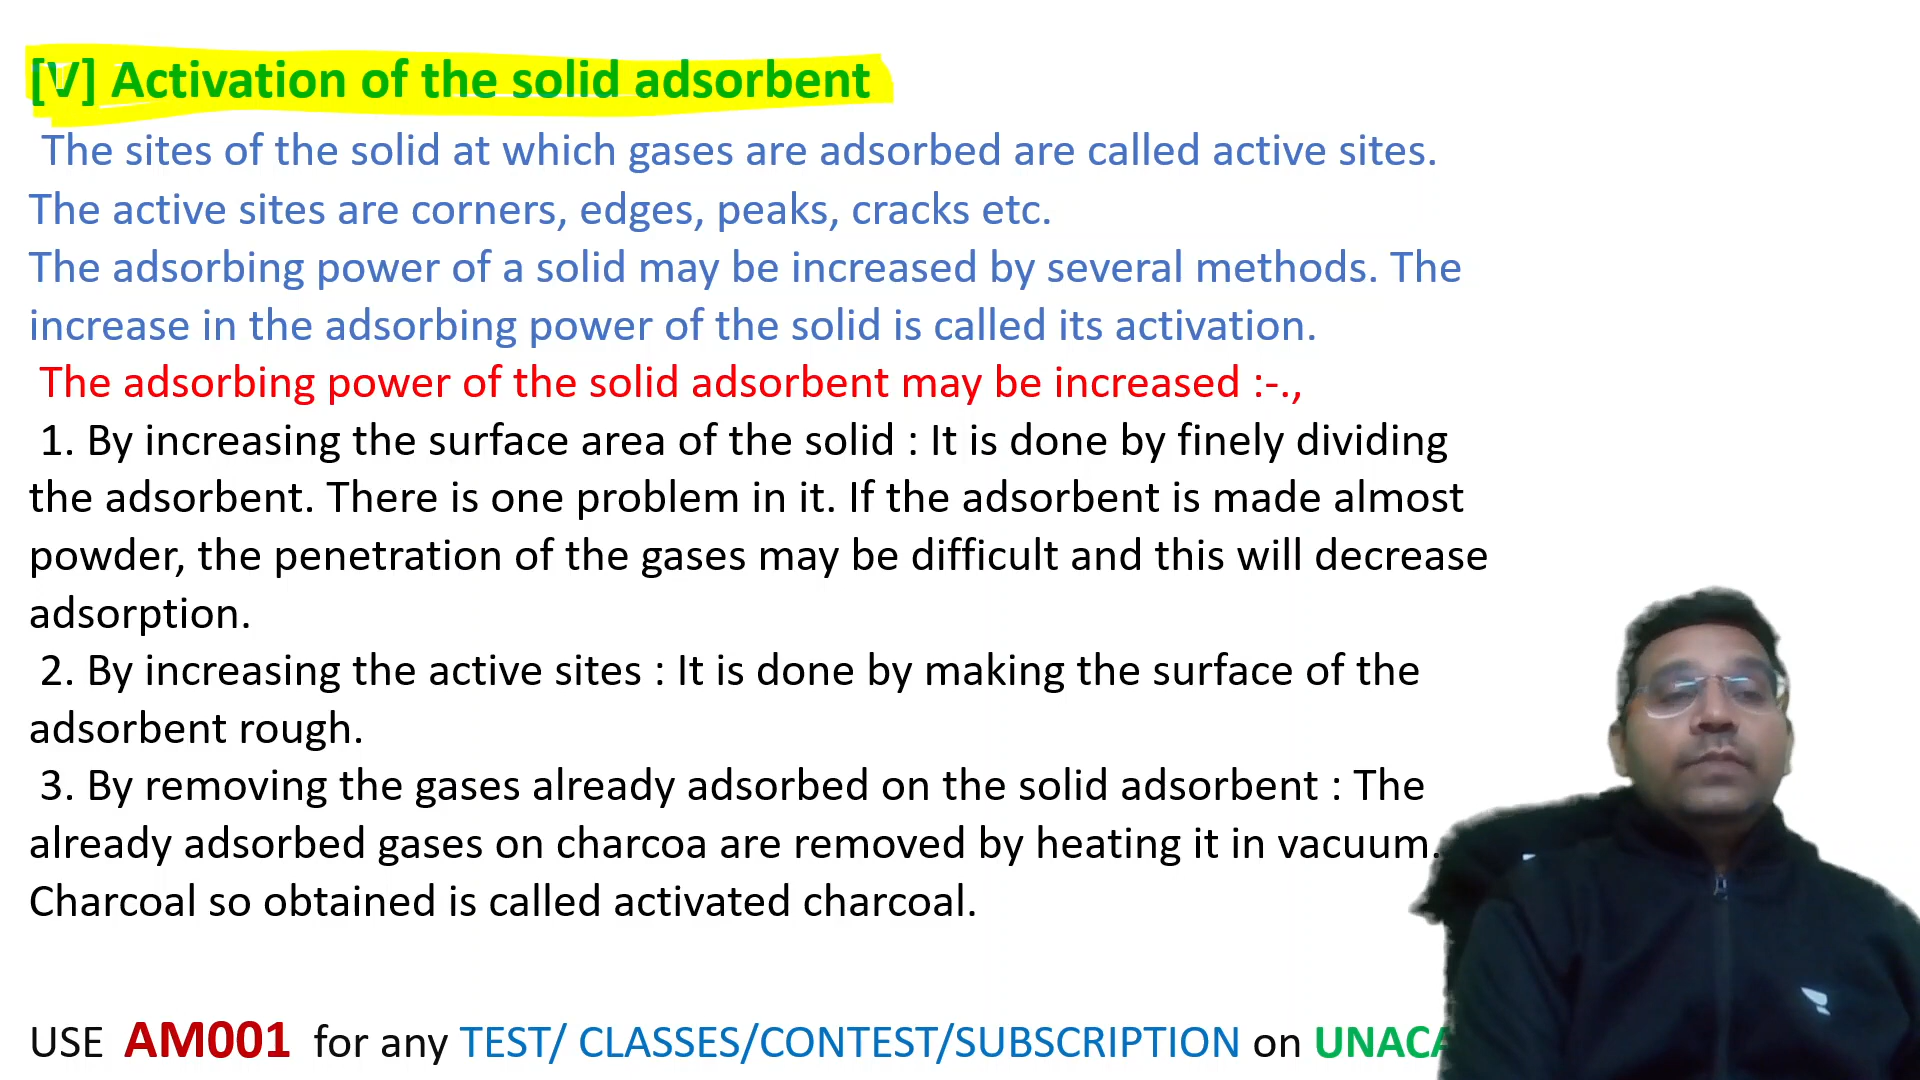 [V] Activation of the solid adsorbent
The sites of the solid at which gases are adsorbed are called active sites.
The active sites are corners, edges, peaks, cracks etc.
The adsorbing power of a solid may be increased by several methods. The
increase in the adsorbing power of the solid is called its activation.
The adsorbing power of the solid adsorbent may be increased :-.,
1. By increasing the surface area of the solid : It is done by finely dividing
the adsorbent. There is one problem in it. If the adsorbent is made almost
powder, the penetration of the gases may be difficult and this will decrease
adsorption.
2. By increasing the active sites : It is done by making the surface of the
adsorbent rough.
3. By removing the gases already adsorbed on the solid adsorbent : The
already adsorbed gases on charcoa are removed by heating it in vacuum.
Charcoal so obtained is called activated charcoal.
USE AM001 for any TEST/ CLASSES/CONTEST/SUBSCRIPTION on